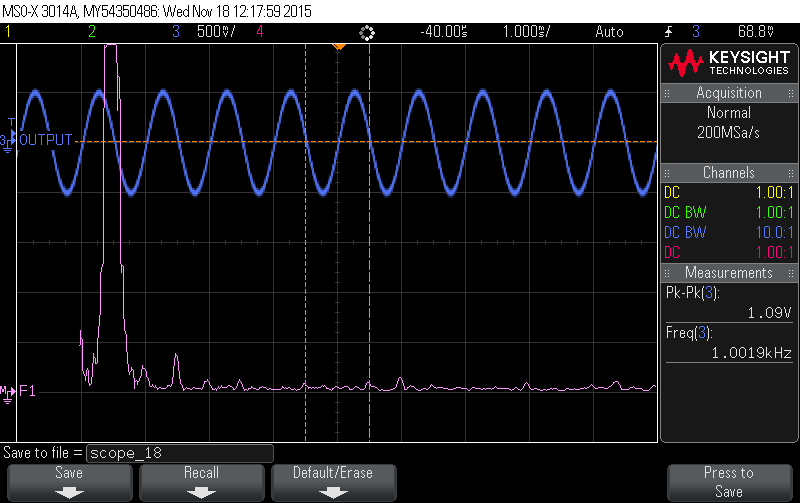 MSO-X 3014A, MY54350486: Wed Nov 18 12:17:59 2015
1 2 3 500mV/ 4 -40.00µs 1.000ms/ Auto 3 68.8mV
KEYSIGHT
TECHNOLOGIES
Acquisition
Normal
200MSa/s
Channels
DC 1.00:1
DC BW 1.00:1
DC BW 10.0:1
DC 1.00:1
Measurements
Pk-Pk(3):
1.09V
Freq(3):
1.0019kHz
T
3 OUTPUT
M F1
Save to file = scope_18
Save Recall Default/Erase Press to
Save